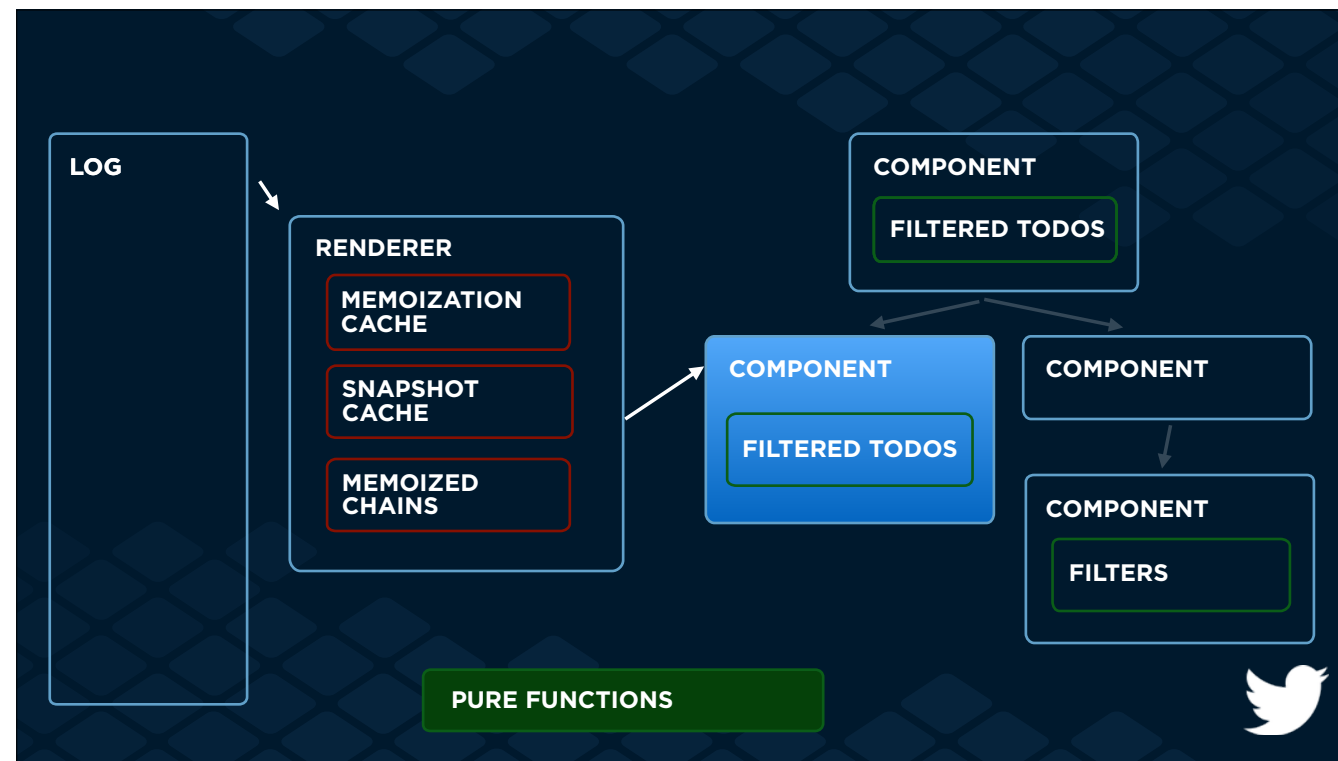 LOG
RENDERER
MEMOIZATION
CACHE
SNAPSHOT
CACHE
MEMOIZED
CHAINS
COMPONENT
FILTERED TODOS
COMPONENT
FILTERED TODOS
COMPONENT
COMPONENT
FILTERS
PURE FUNCTIONS